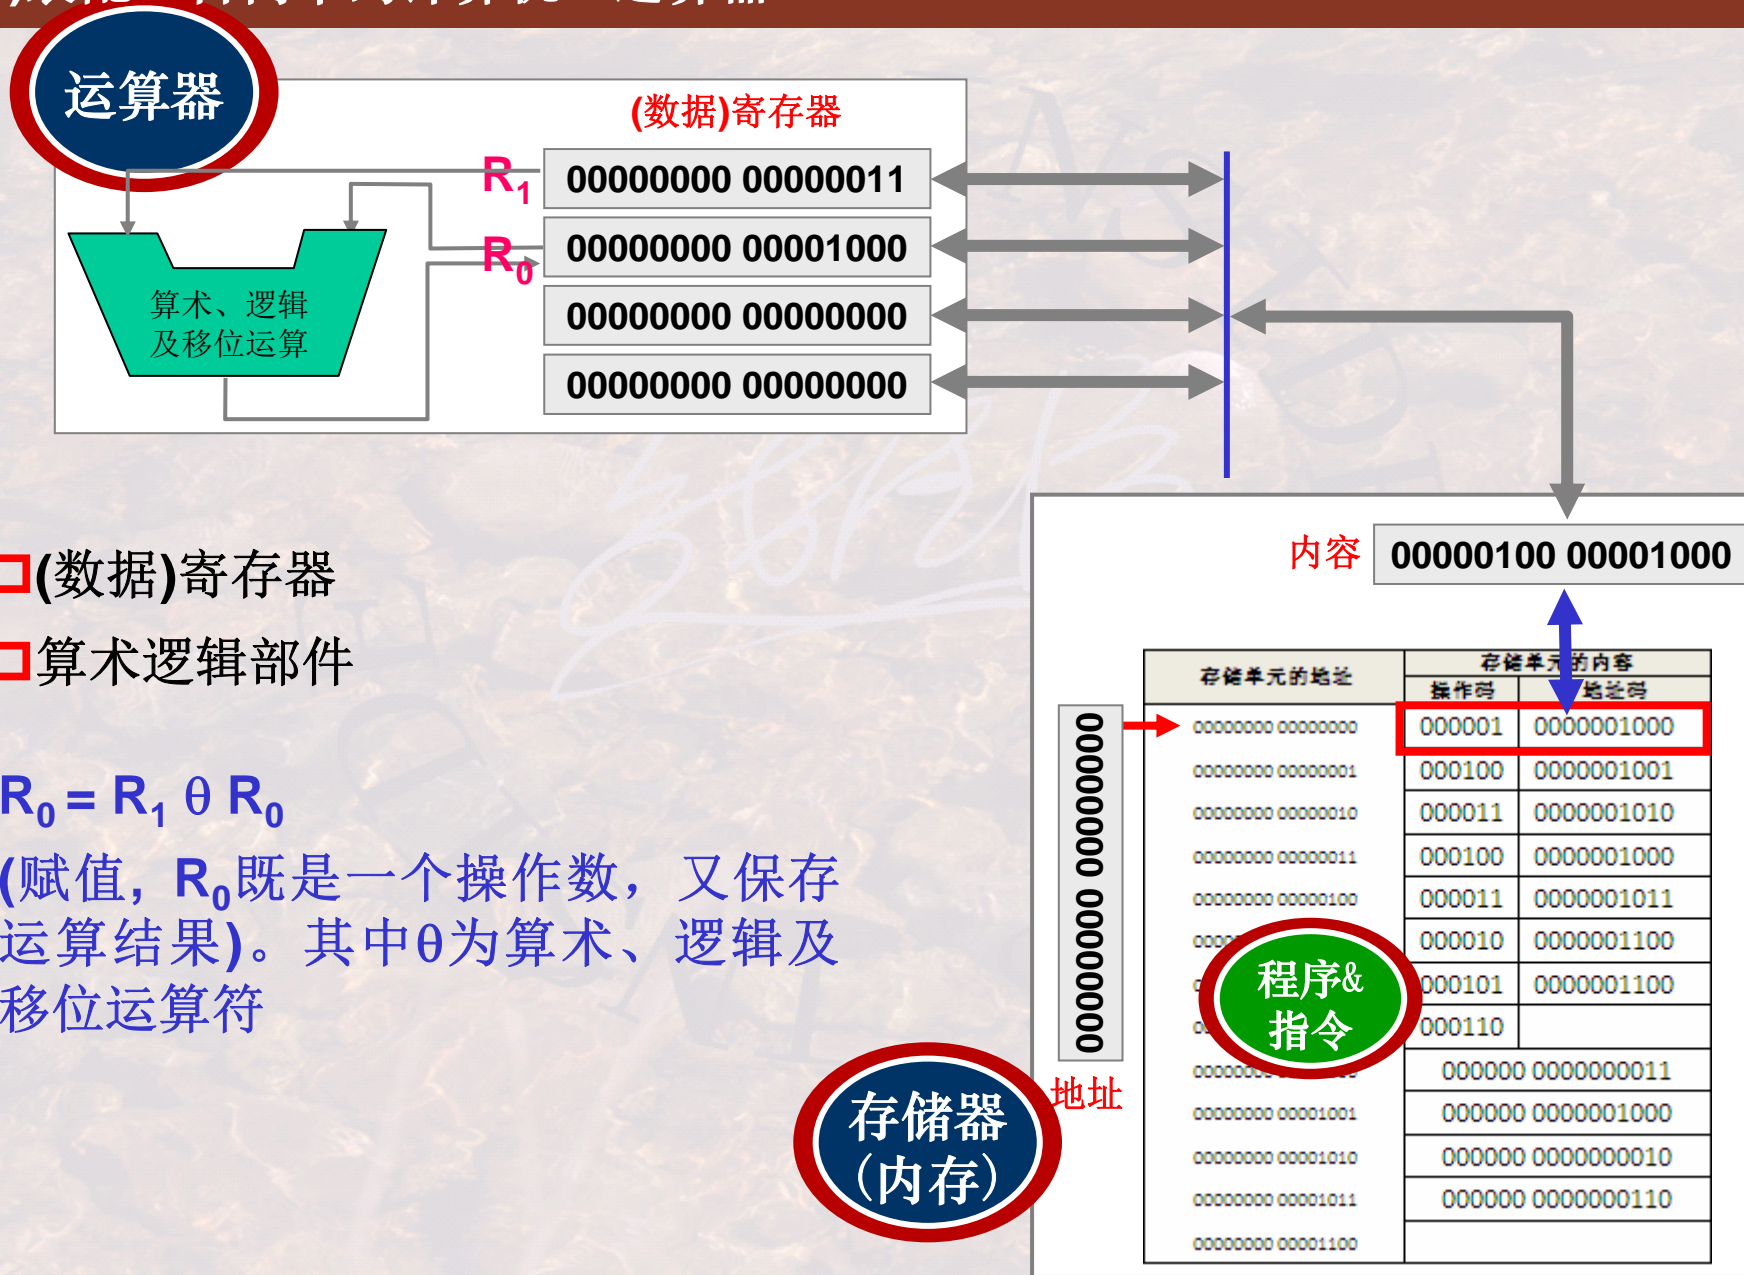 运算器
(数据)寄存器
R1 00000000 00000011
R0 00000000 00001000
00000000 00000000
00000000 00000000
算术、逻辑
及移位运算
(数据)寄存器
算术逻辑部件
R0 = R1 θ R0
(赋值, R0既是一个操作数，又保存
运算结果)。其中θ为算术、逻辑及
移位运算符
内容 00000100 00001000
存储单元的地址 存储单元的内容
操作码 地址码
00000000 00000000 000001 0000001000
00000000 00000001 000100 0000001001
00000000 00000010 000011 0000001010
00000000 00000011 000100 0000001000
00000000 00000100 000011 0000001011
000010 0000001100
000101 0000001100
000110
000000 0000000011
00000000 00001001 000000 0000001000
00000000 00001010 000000 0000000010
00000000 00001011 000000 0000000110
00000000 00001100
00000000 00000000
地址
程序&
指令
存储器
(内存)